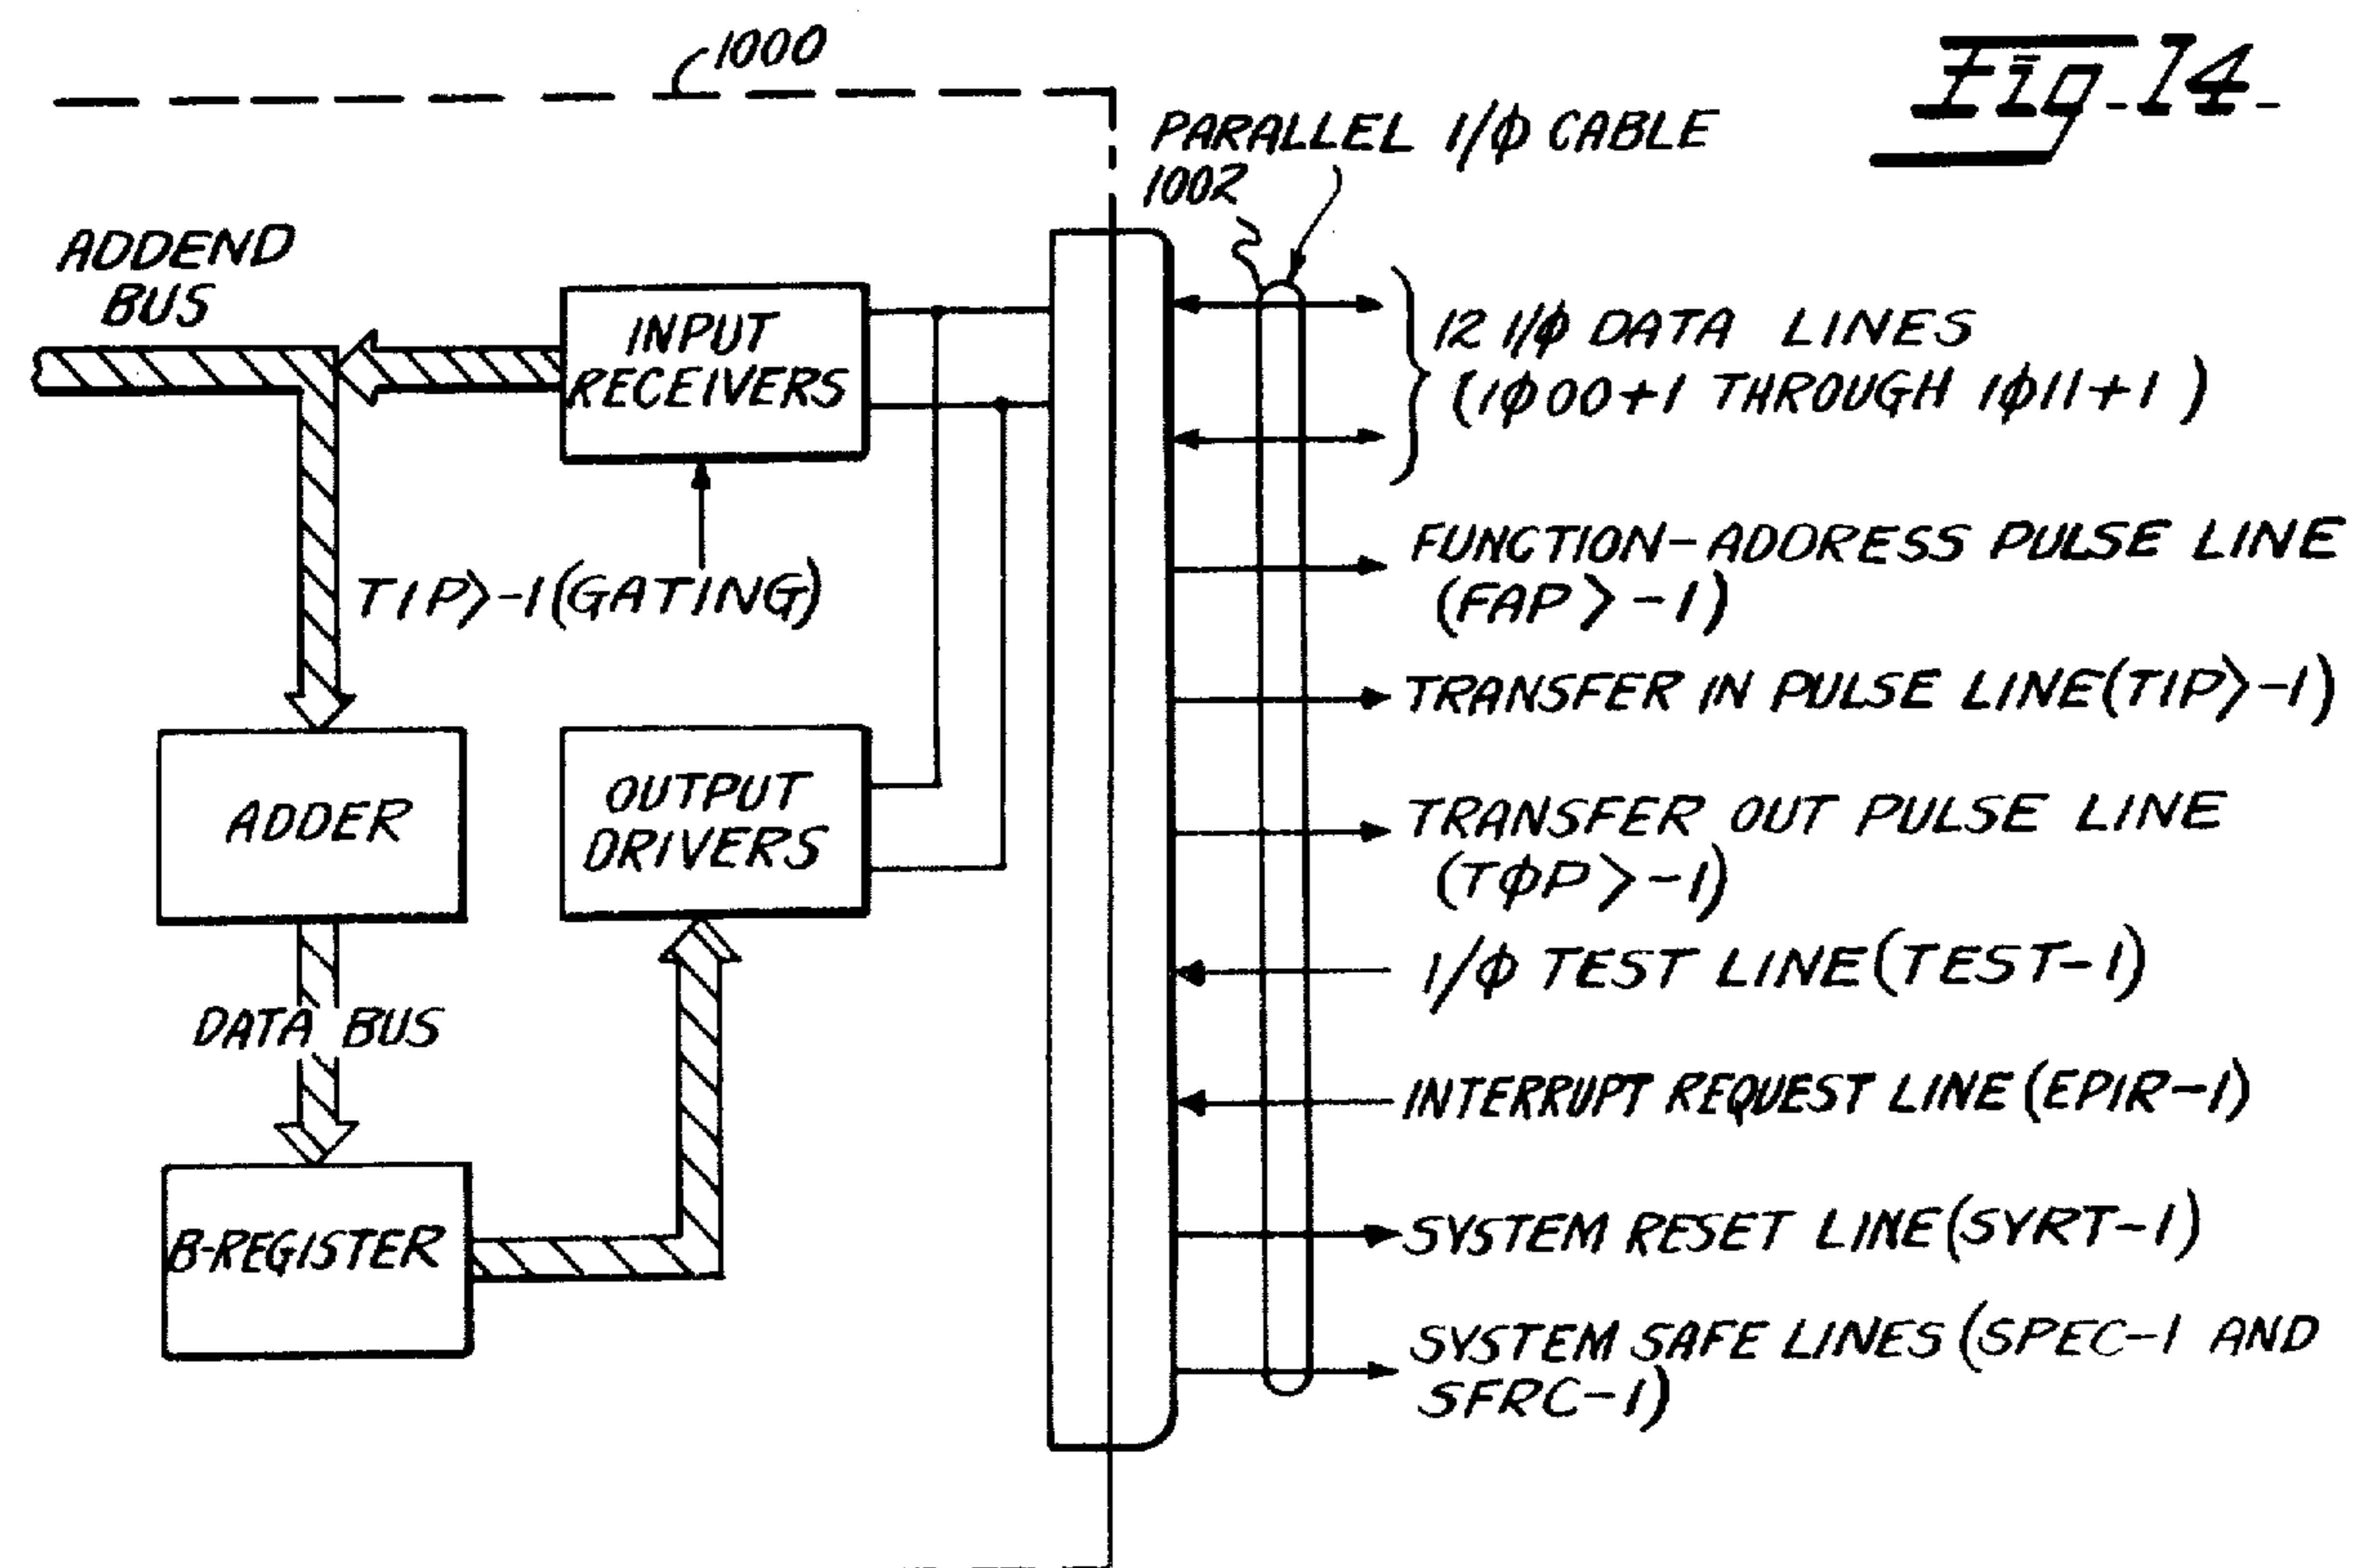 1000
Fig. 14.
PARALLEL I/φ CABLE
1002
ADDEND
BUS
INPUT
RECEIVERS
12 I/φ DATA LINES
(Iφ00+1 THROUGH Iφ11+1)
TIP>-1(GATING)
FUNCTION-ADDRESS PULSE LINE
(FAP>-1)
TRANSFER IN PULSE LINE(TIP>-1)
ADDER
OUTPUT
DRIVERS
TRANSFER OUT PULSE LINE
(TφP>-1)
I/φ TEST LINE(TEST-1)
DATA BUS
INTERRUPT REQUEST LINE(EPIR-1)
B-REGISTER
SYSTEM RESET LINE(SYRT-1)
SYSTEM SAFE LINES(SPEC-1 AND
SFRC-1)